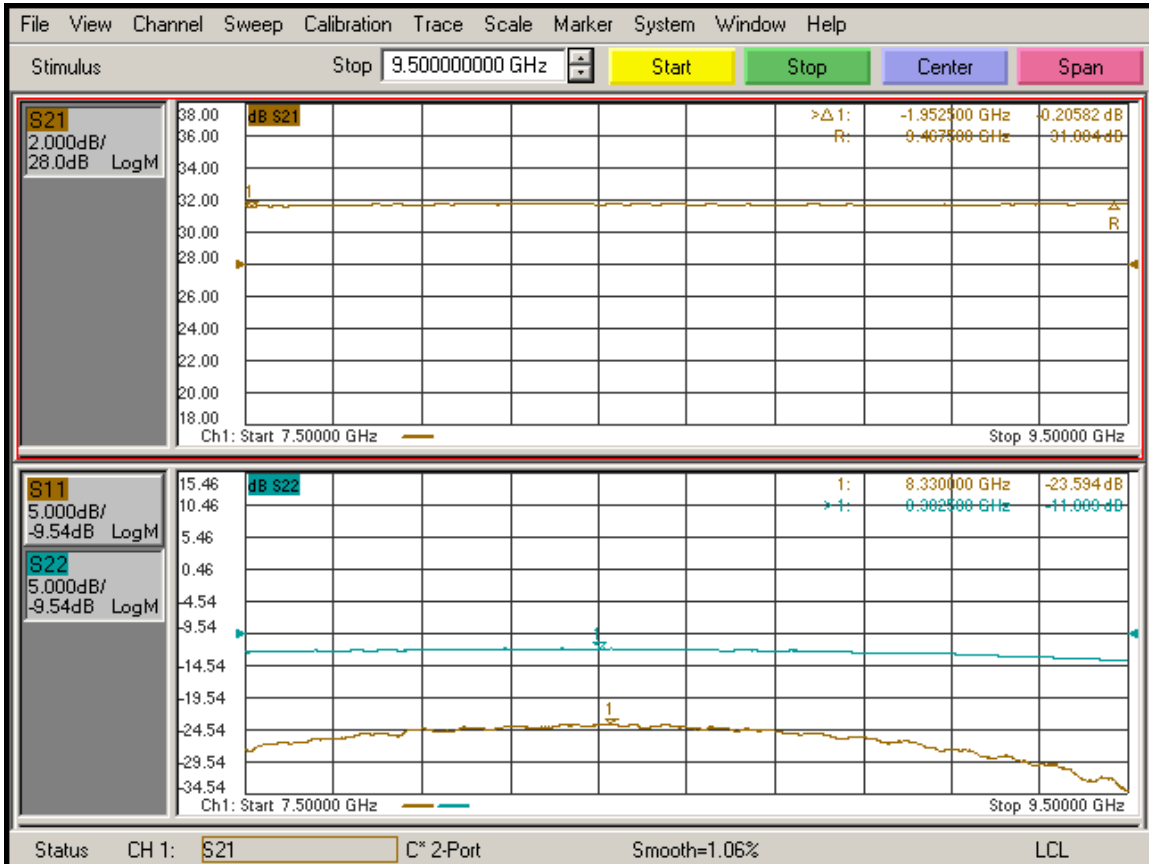 File View Channel Sweep Calibration Trace Scale Marker System Window Help
Stimulus Stop 9.500000000 GHz Start Stop Center Span
S21
2.000dB/
28.0dB LogM
dB S21
38.00
36.00
34.00
32.00
30.00
28.00
26.00
24.00
22.00
20.00
18.00
>Δ 1: -1.952500 GHz -0.20582 dB
R: GHz dB
1
R
Ch1: Start 7.50000 GHz Stop 9.50000 GHz
S11
5.000dB/
-9.54dB LogM
S22
5.000dB/
-9.54dB LogM
dB S22
15.46
10.46
5.46
0.46
-4.54
-9.54
-14.54
-19.54
-24.54
-29.54
-34.54
1: 8.330000 GHz -23.594 dB
> 1: GHz dB
1
1
Ch1: Start 7.50000 GHz Stop 9.50000 GHz
Status CH 1: S21 C* 2-Port Smooth=1.06% LCL